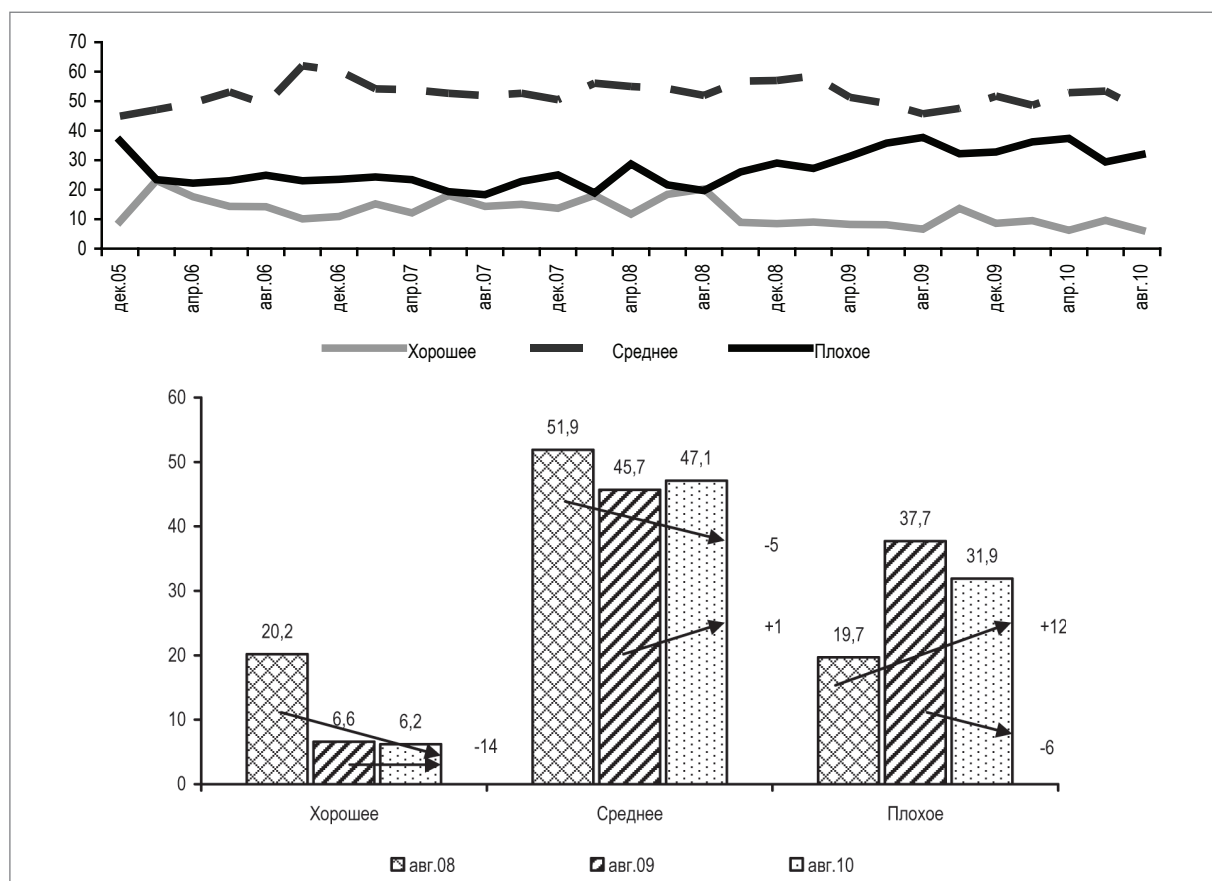 70
60
50
40
30
20
10
0
дек.05
апр.06
авг.06
дек.06
апр.07
авг.07
дек.07
апр.08
авг.08
дек.08
апр.09
авг.09
дек.09
апр.10
авг.10
Хорошее Среднее Плохое
60
50
40
30
20
10
0
51,9
45,7
47,1
37,7
31,9
20,2
19,7
6,6
6,2
-5
+1
+12
-14
-6
Хорошее Среднее Плохое
авг.08 авг.09 авг.10